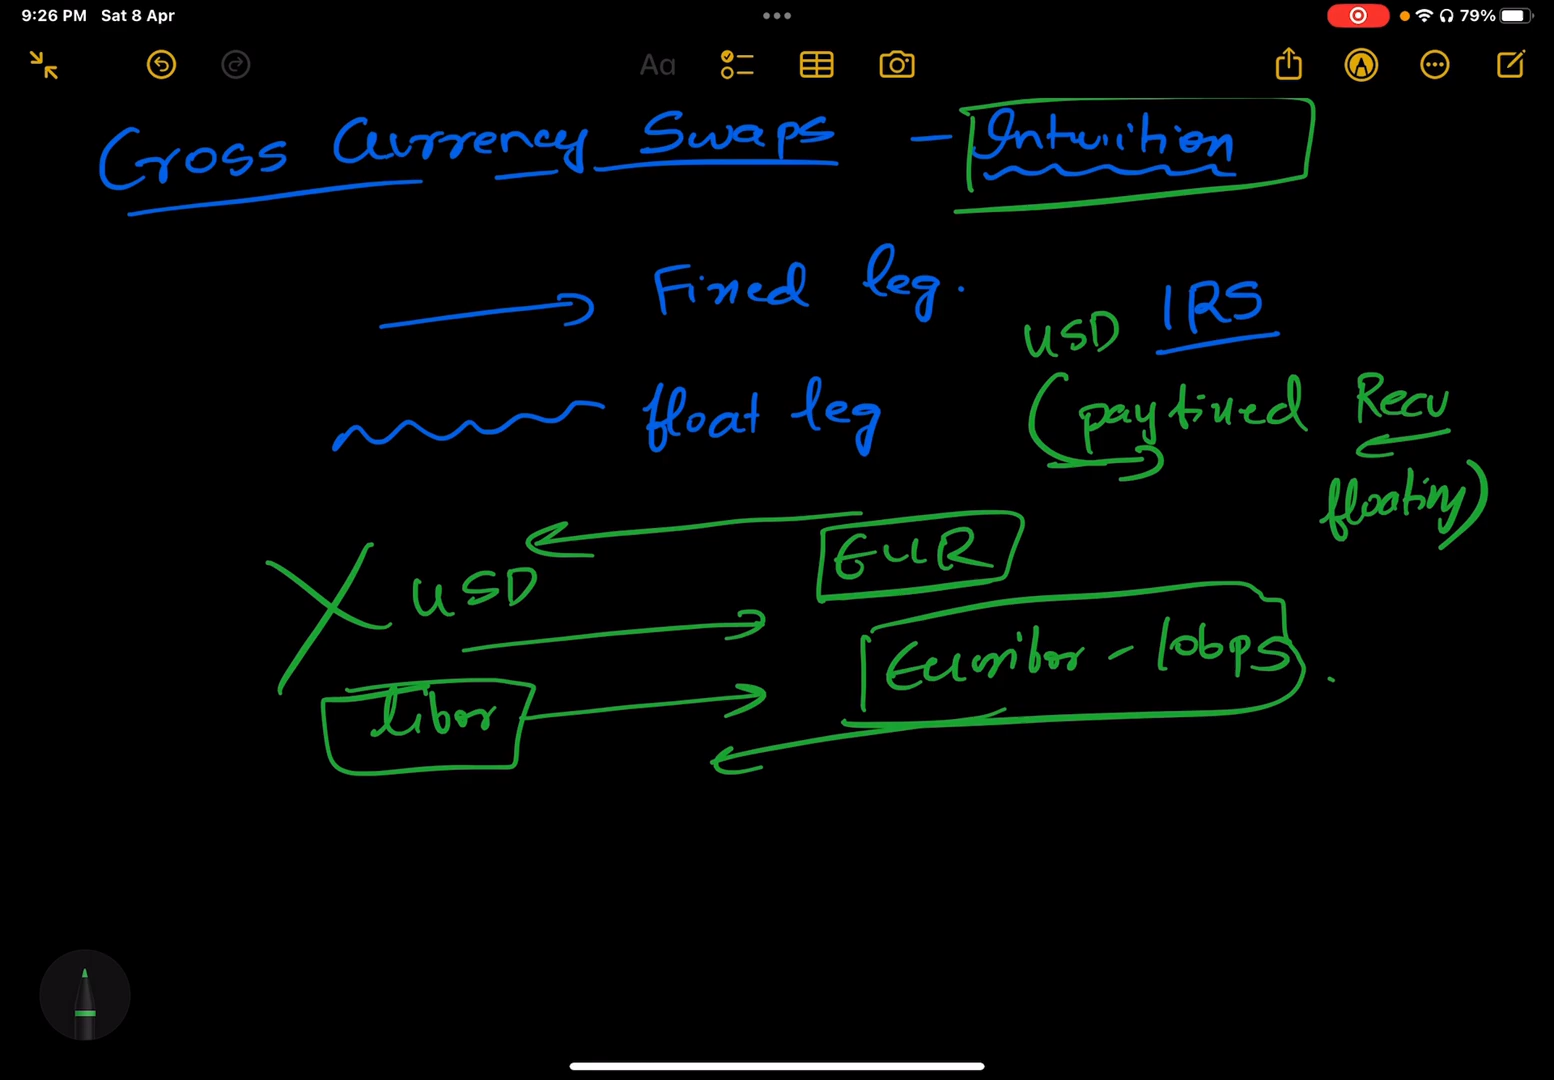 9:26 PM Sat 8 Apr
79%
Aa
Cross Currency Swaps - Intuition
Fixed leg.
USD IRS
float leg
(pay fixed Recv
floating)
EUR
X USD
Euribor - 10bps.
Libor